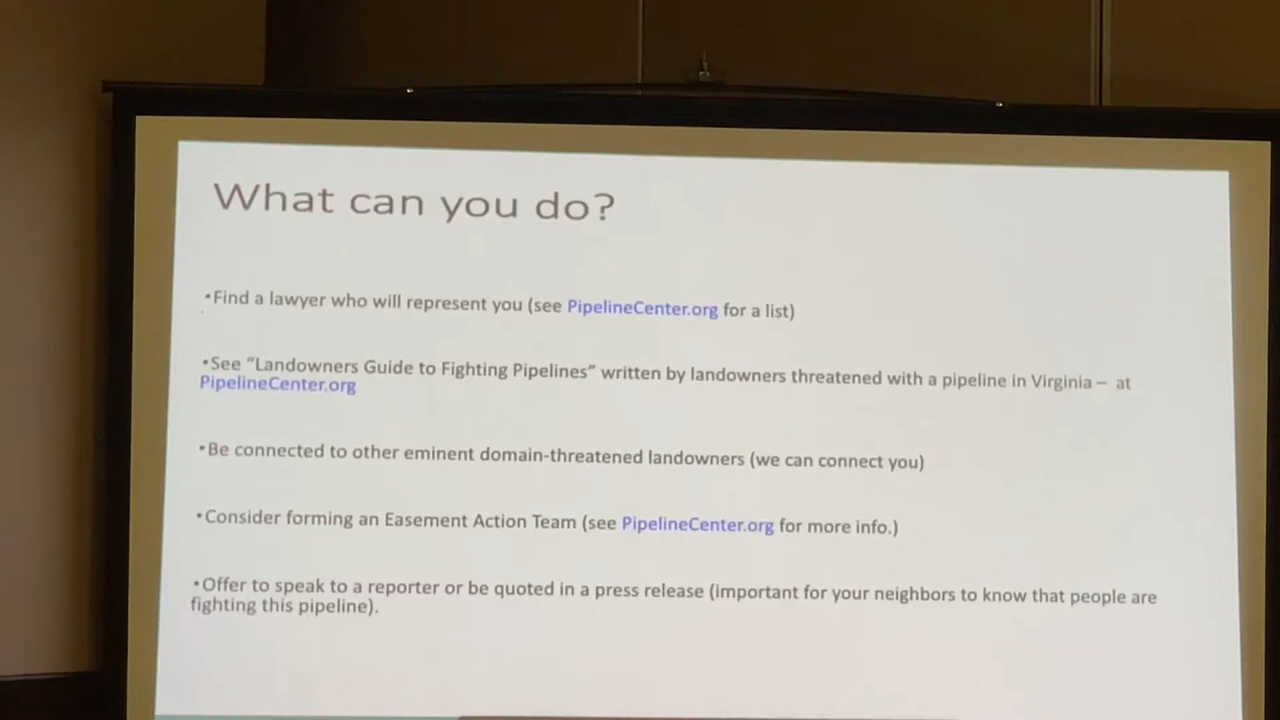 What can you do?
•Find a lawyer who will represent you (see PipelineCenter.org for a list)
•See “Landowners Guide to Fighting Pipelines” written by landowners threatened with a pipeline in Virginia – at
PipelineCenter.org
•Be connected to other eminent domain-threatened landowners (we can connect you)
•Consider forming an Easement Action Team (see PipelineCenter.org for more info.)
•Offer to speak to a reporter or be quoted in a press release (important for your neighbors to know that people are
fighting this pipeline).